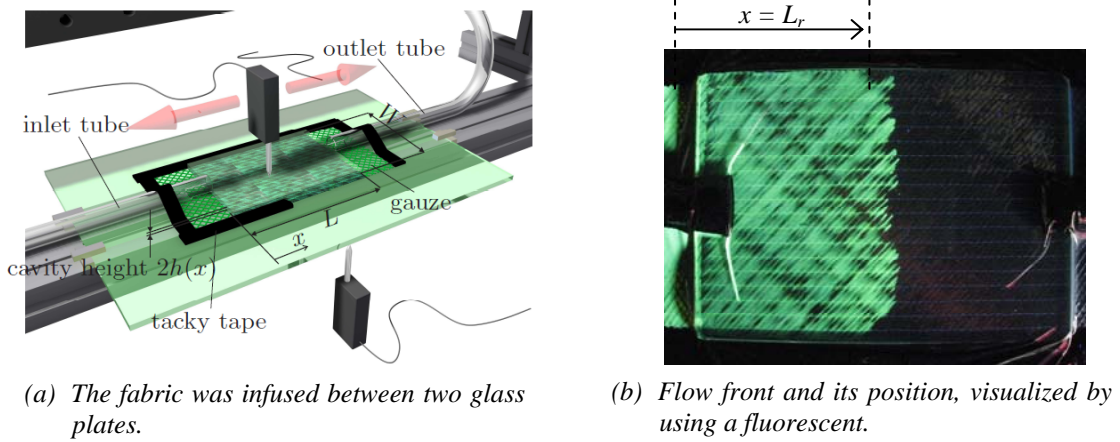 x = Lᵣ
outlet tube
inlet tube
W
gauze
L
x
cavity height 2h(x)
tacky tape
(a) The fabric was infused between two glass
plates.
(b) Flow front and its position, visualized by
using a fluorescent.